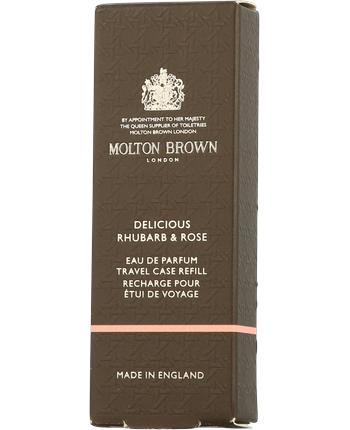 BY APPOINTMENT TO HER MAJESTY
THE QUEEN SUPPLIER OF TOILETRIES
MOLTON BROWN LONDON
MOLTON BROWN
LONDON
DELICIOUS
RHUBARB & ROSE
EAU DE PARFUM
TRAVEL CASE REFILL
RECHARGE POUR
ÉTUI DE VOYAGE
MADE IN ENGLAND